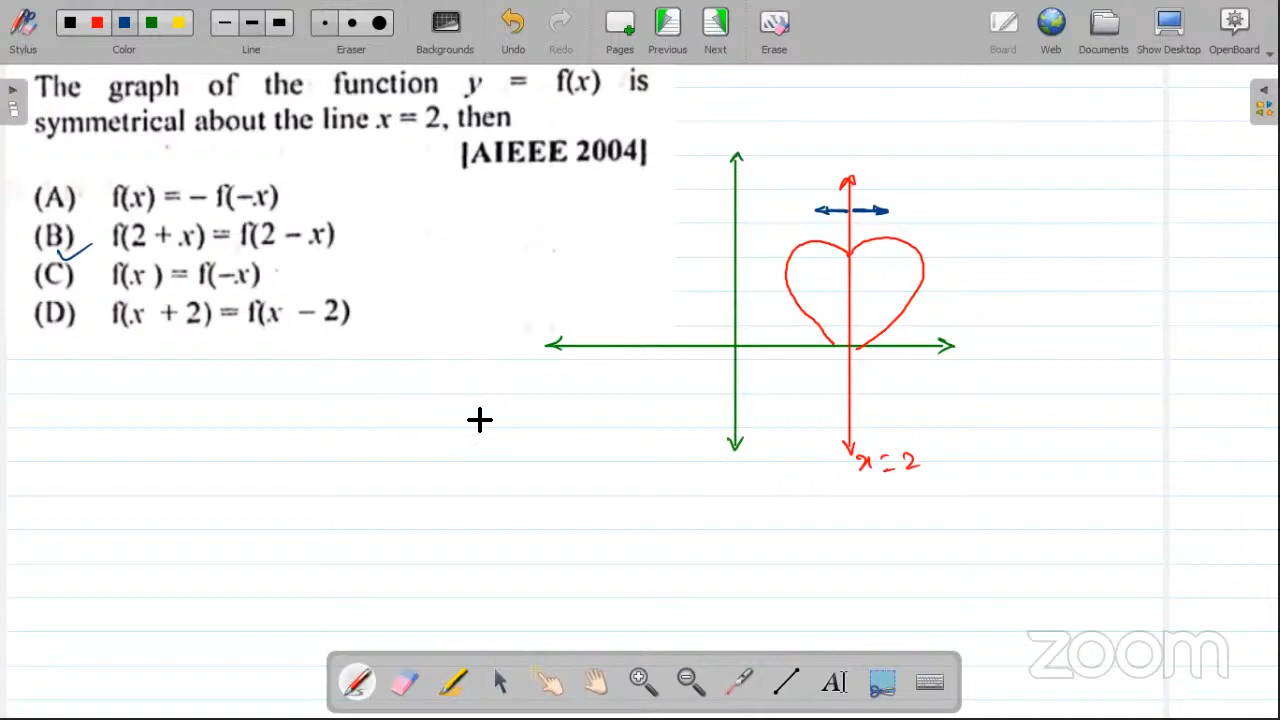 Stylus Color Line Eraser Backgrounds Undo Redo Pages Previous Next Erase Board Web Documents Show Desktop OpenBoard
The graph of the function y = f(x) is
symmetrical about the line x = 2, then
[AIEEE 2004]
(A) f(x) = – f(–x)
(B) f(2 + x) = f(2 – x)
(C) f(x ) = f(–x)
(D) f(x + 2) = f(x – 2)
x = 2
zoom
AI